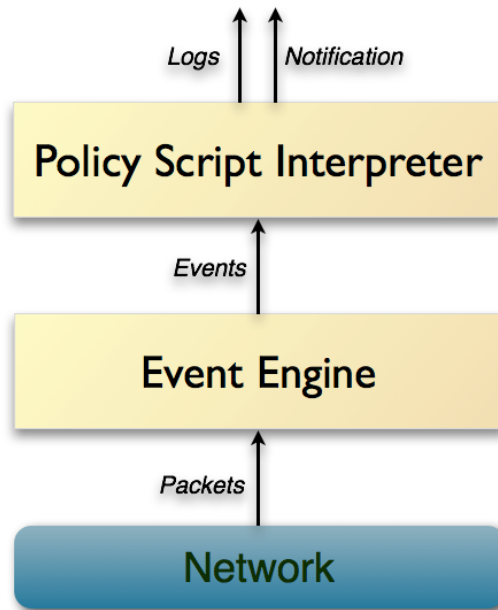 Logs Notification
Policy Script Interpreter
Events
Event Engine
Packets
Network